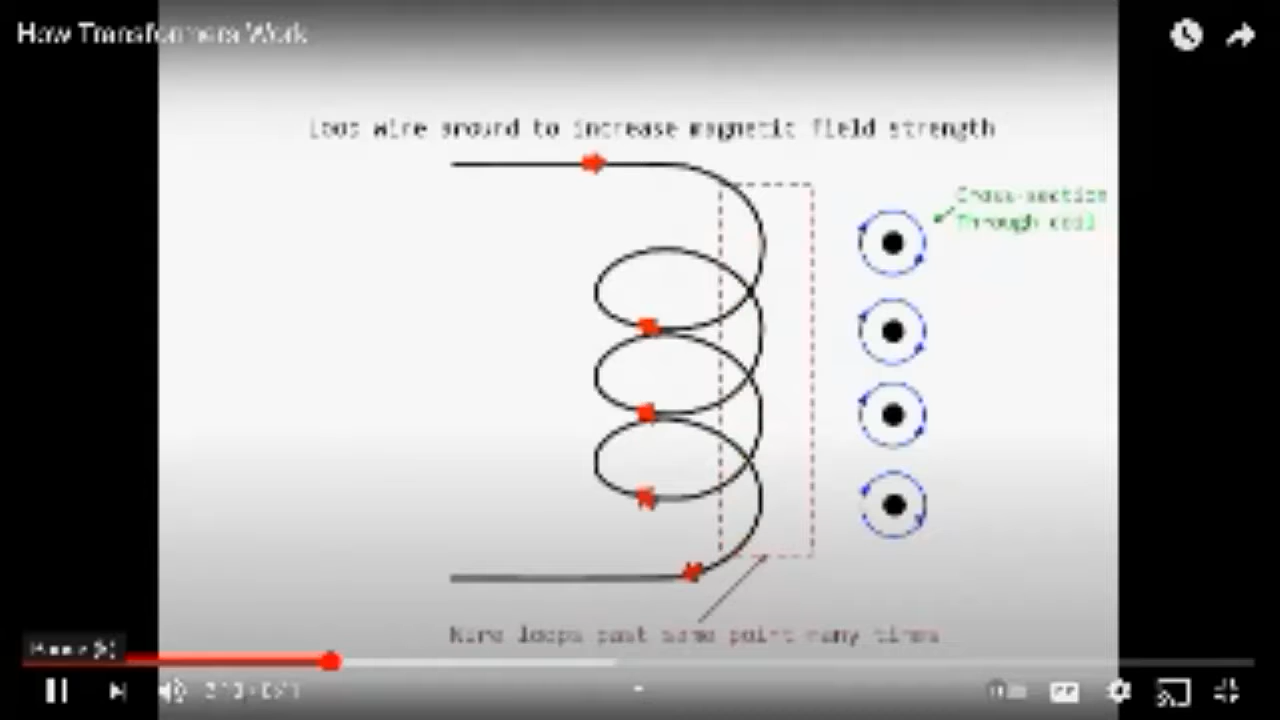 How Transformers Work
Loop wire around to increase magnetic field strength
Cross-section
Through coil
Wire loops past same point many times